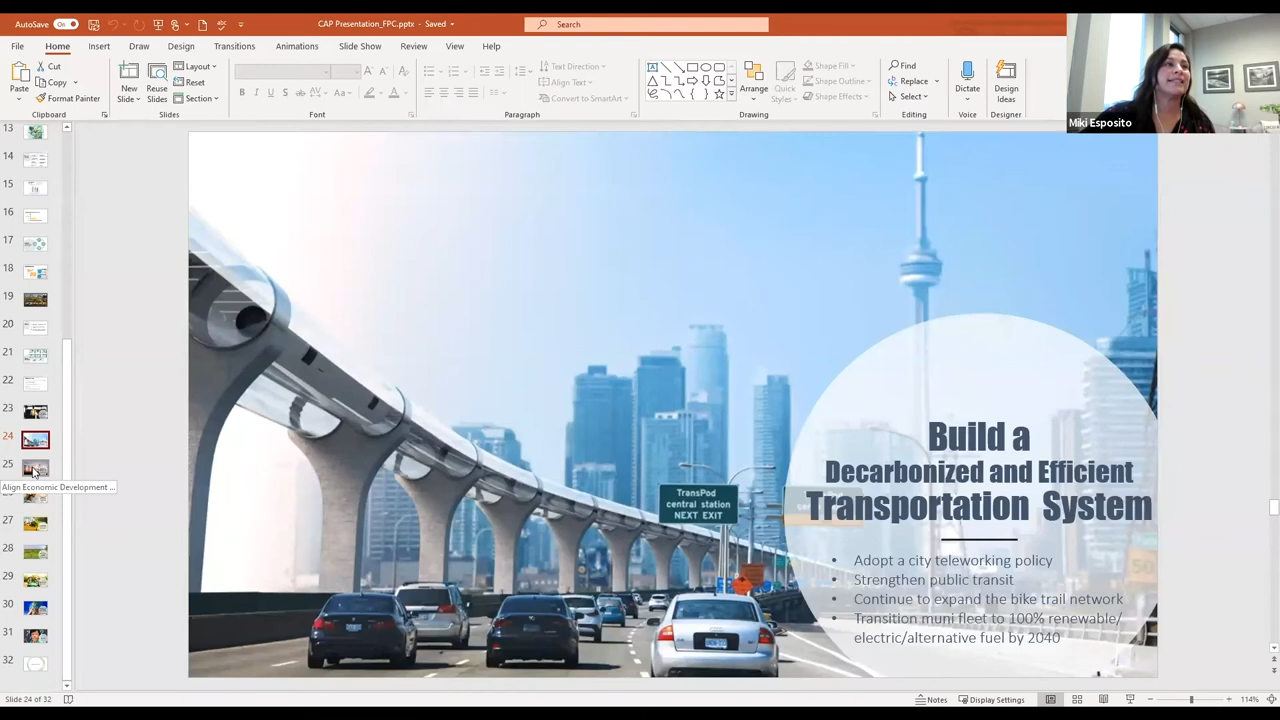 AutoSave On CAP Presentation_FPC.pptx - Saved Search
File Home Insert Draw Design Transitions Animations Slide Show Review View Help
Paste Cut Copy Format Painter
New Slide Reuse Slides Layout Reset Section
B I U S ab AV Aa A
Text Direction Align Text Convert to SmartArt
Arrange Quick Styles Shape Fill Shape Outline Shape Effects
Find Replace Select
Dictate Design Ideas
Clipboard Slides Font Paragraph Drawing Editing Voice Designer
Miki Esposito
13
14
15
16
17
18
19
20
21
22
23
24
25
Align Economic Development ...
27
28
29
30
31
32
TransPod
central station
NEXT EXIT
Build a
Decarbonized and Efficient
Transportation System
• Adopt a city teleworking policy
• Strengthen public transit
• Continue to expand the bike trail network
• Transition muni fleet to 100% renewable/
electric/alternative fuel by 2040
Slide 24 of 32 Notes Display Settings 114%